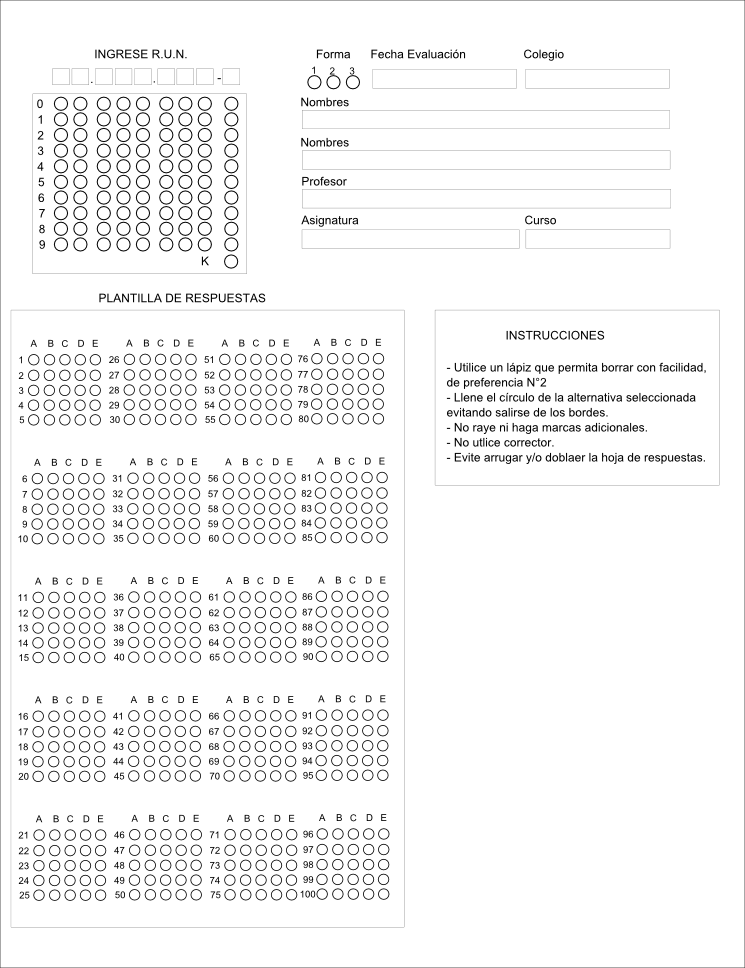 INGRESE R.U.N.
Forma Fecha Evaluación Colegio
1 2 3
. . -
Nombres
Nombres
Profesor
Asignatura Curso
0
1
2
3
4
5
6
7
8
9
K
PLANTILLA DE RESPUESTAS
A B C D E A B C D E A B C D E A B C D E
1 26 51 76
2 27 52 77
3 28 53 78
4 29 54 79
5 30 55 80
A B C D E A B C D E A B C D E A B C D E
6 31 56 81
7 32 57 82
8 33 58 83
9 34 59 84
10 35 60 85
A B C D E A B C D E A B C D E A B C D E
11 36 61 86
12 37 62 87
13 38 63 88
14 39 64 89
15 40 65 90
A B C D E A B C D E A B C D E A B C D E
16 41 66 91
17 42 67 92
18 43 68 93
19 44 69 94
20 45 70 95
A B C D E A B C D E A B C D E A B C D E
21 46 71 96
22 47 72 97
23 48 73 98
24 49 74 99
25 50 75 100
INSTRUCCIONES
- Utilice un lápiz que permita borrar con facilidad,
de preferencia N°2
- Llene el círculo de la alternativa seleccionada
evitando salirse de los bordes.
- No raye ni haga marcas adicionales.
- No utlice corrector.
- Evite arrugar y/o doblaer la hoja de respuestas.